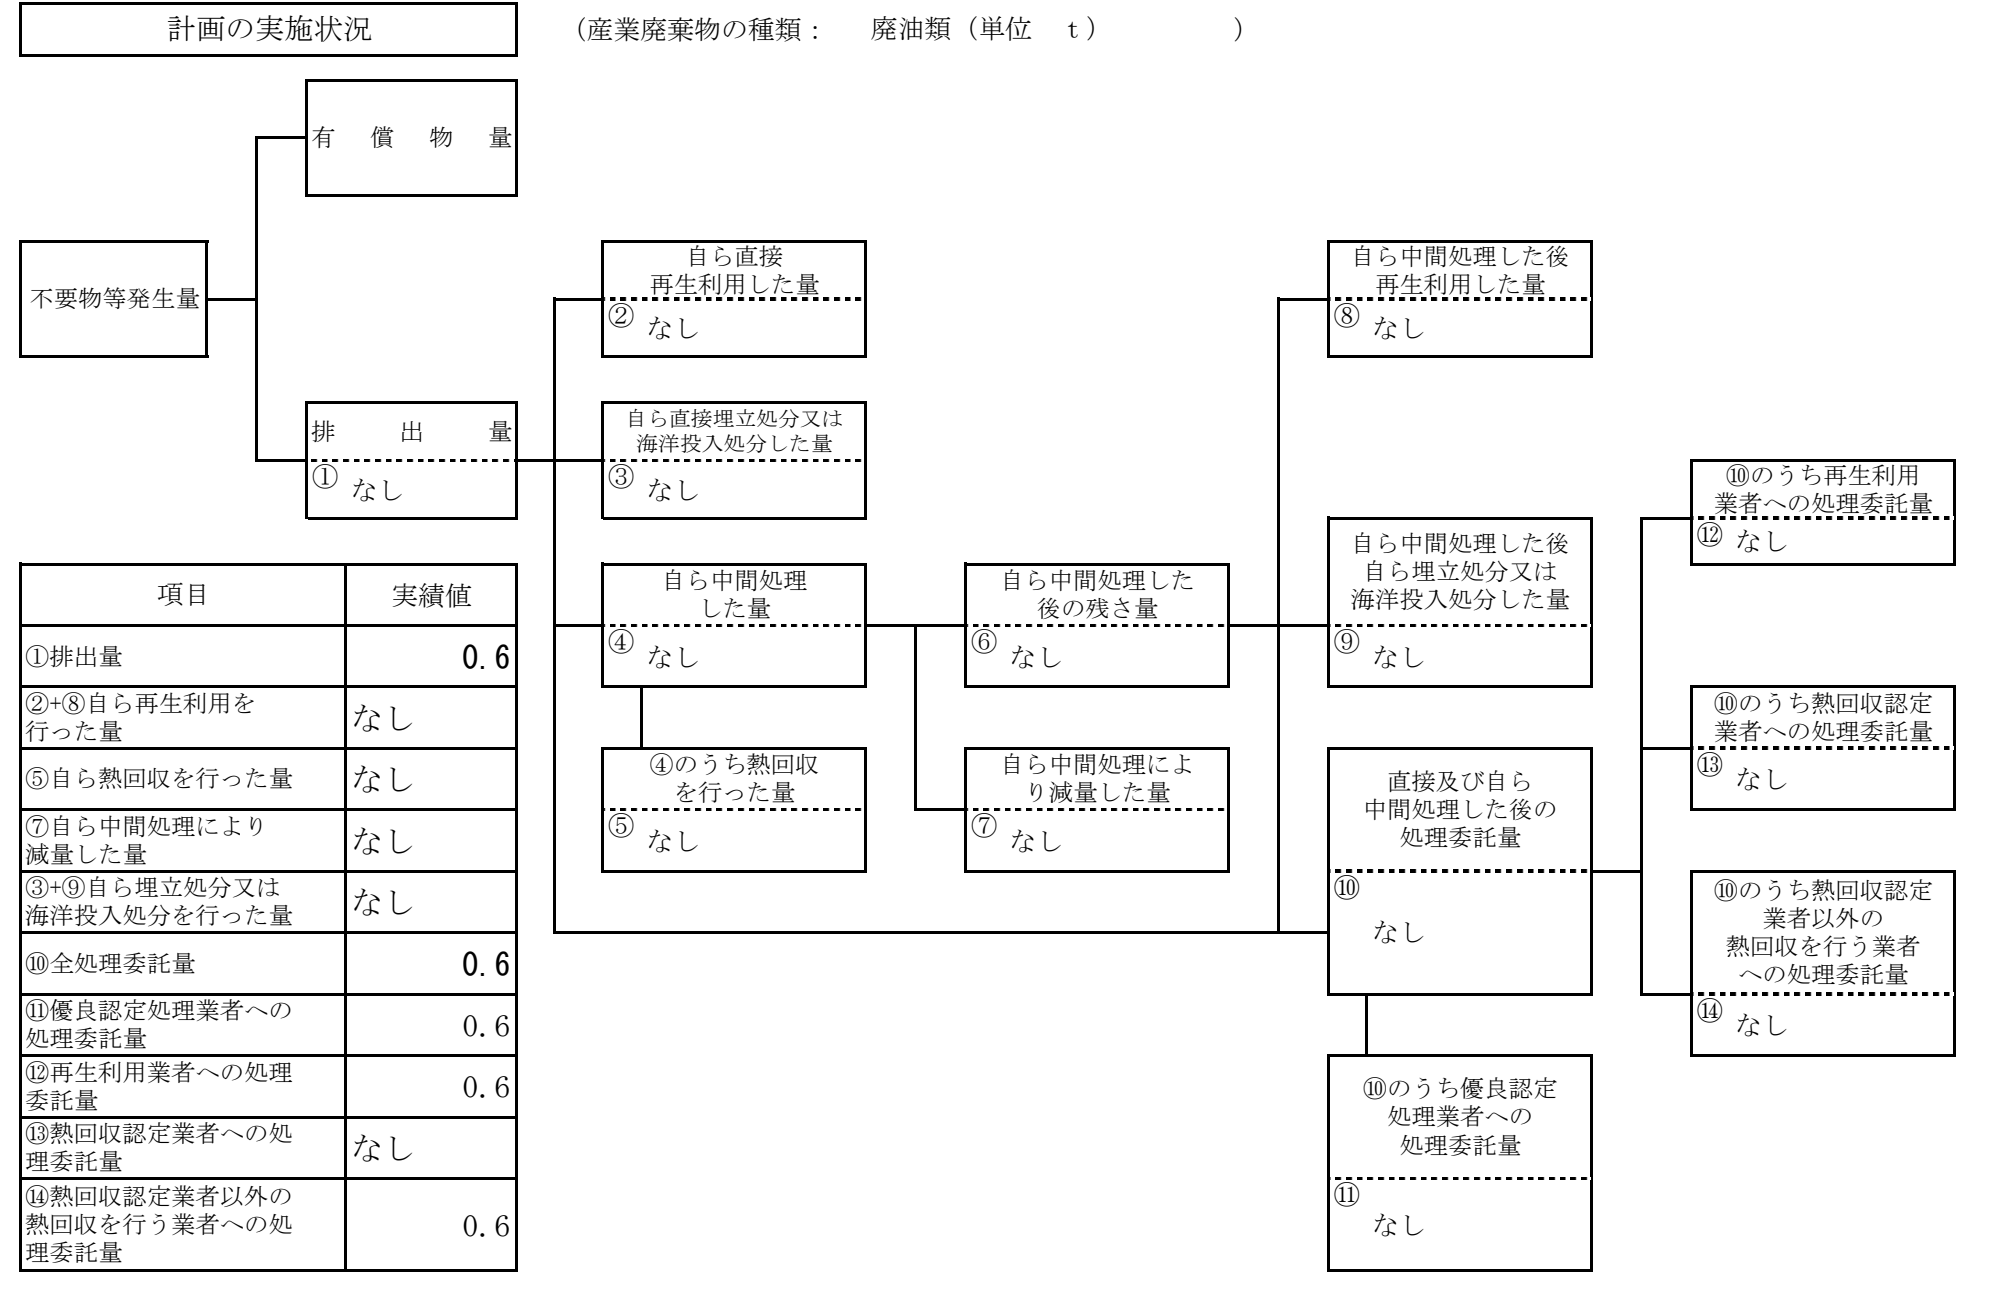 計画の実施状況
（産業廃棄物の種類： 廃油類（単位 ｔ） ）
有償物量
不要物等発生量
排出量
① なし
自ら直接
再生利用した量
② なし
自ら直接埋立処分又は
海洋投入処分した量
③ なし
自ら中間処理
した量
④ なし
④のうち熱回収
を行った量
⑤ なし
自ら中間処理した
後の残さ量
⑥ なし
自ら中間処理によ
り減量した量
⑦ なし
自ら中間処理した後
再生利用した量
⑧ なし
自ら中間処理した後
自ら埋立処分又は
海洋投入処分した量
⑨ なし
直接及び自ら
中間処理した後の
処理委託量
⑩
なし
⑩のうち優良認定
処理業者への
処理委託量
⑪
なし
⑩のうち再生利用
業者への処理委託量
⑫ なし
⑩のうち熱回収認定
業者への処理委託量
⑬ なし
⑩のうち熱回収認定
業者以外の
熱回収を行う業者
への処理委託量
⑭ なし
項目 実績値
①排出量 0.6
②+⑧自ら再生利用を
行った量 なし
⑤自ら熱回収を行った量 なし
⑦自ら中間処理により
減量した量 なし
③+⑨自ら埋立処分又は
海洋投入処分を行った量 なし
⑩全処理委託量 0.6
⑪優良認定処理業者への
処理委託量 0.6
⑫再生利用業者への処理
委託量 0.6
⑬熱回収認定業者への処
理委託量 なし
⑭熱回収認定業者以外の
熱回収を行う業者への処
理委託量 0.6